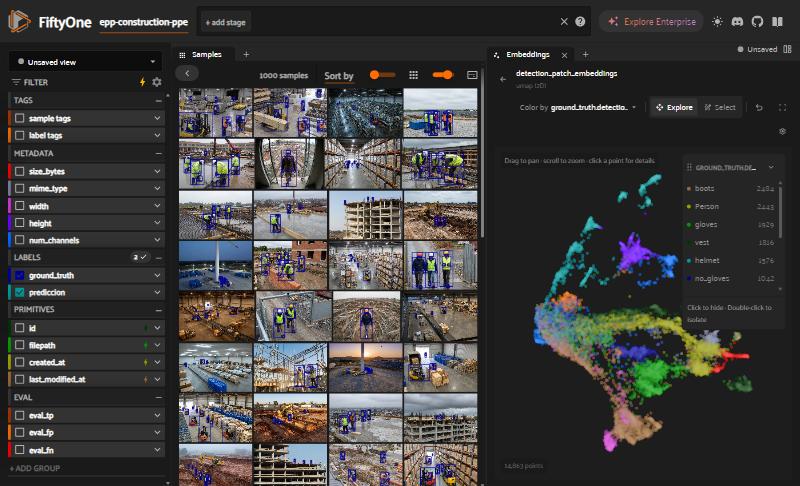 FiftyOne epp-construction-ppe + add stage Explore Enterprise
Unsaved view
FILTER
TAGS
sample tags
label tags
METADATA
size_bytes
mime_type
width
height
num_channels
LABELS 2
ground_truth
prediccion
PRIMITIVES
id
filepath
created_at
last_modified_at
EVAL
eval_tp
eval_fp
eval_fn
+ ADD GROUP
Samples
1000 samples Sort by
Embeddings Unsaved
detection_patch_embeddings
umap (2D)
Color by ground_truth.detectio.. Explore Select
Drag to pan · scroll to zoom · click a point for details
GROUND_TRUTH.DE...
boots 2484
Person 2443
gloves 1929
vest 1816
helmet 1576
no_gloves 1042
Click to hide · Double-click to
isolate
14,863 points